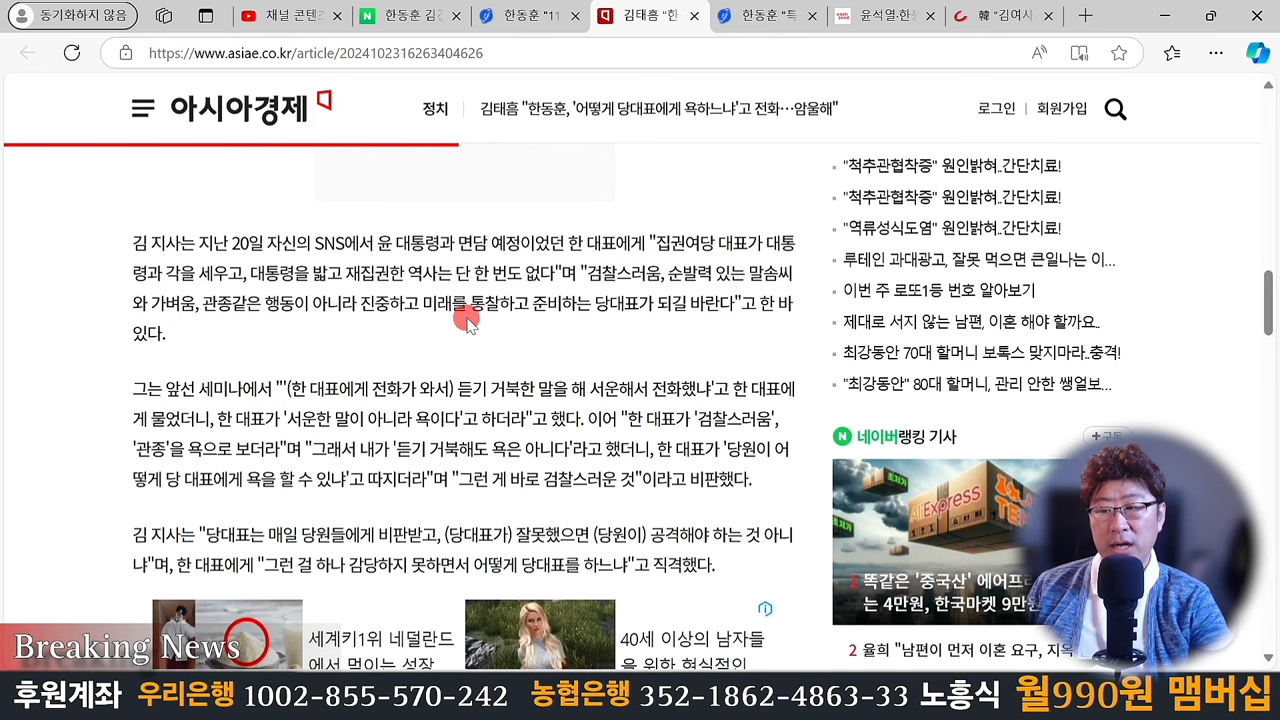 동기화하지 않음
채널 콘텐츠
한동훈 김
한동훈 "11
김태흠 "한
한동훈 "특
윤석열·한동
韓 "김여사
https://www.asiae.co.kr/article/2024102316263404626
아시아경제
정치
김태흠 "한동훈, '어떻게 당대표에게 욕하느냐'고 전화…암울해"
로그인
회원가입
김 지사는 지난 20일 자신의 SNS에서 윤 대통령과 면담 예정이었던 한 대표에게 "집권여당 대표가 대통
령과 각을 세우고, 대통령을 밟고 재집권한 역사는 단 한 번도 없다"며 "검찰스러움, 순발력 있는 말솜씨
와 가벼움, 관종같은 행동이 아니라 진중하고 미래를 통찰하고 준비하는 당대표가 되길 바란다"고 한 바
있다.
그는 앞선 세미나에서 "'(한 대표에게 전화가 와서) 듣기 거북한 말을 해 서운해서 전화했냐'고 한 대표에
게 물었더니, 한 대표가 '서운한 말이 아니라 욕이다'고 하더라"고 했다. 이어 "한 대표가 '검찰스러움',
'관종'을 욕으로 보더라"며 "그래서 내가 '듣기 거북해도 욕은 아니다'라고 했더니, 한 대표가 '당원이 어
떻게 당 대표에게 욕을 할 수 있냐'고 따지더라"며 "그런 게 바로 검찰스러운 것"이라고 비판했다.
김 지사는 "당대표는 매일 당원들에게 비판받고, (당대표가) 잘못했으면 (당원이) 공격해야 하는 것 아니
냐"며, 한 대표에게 "그런 걸 하나 감당하지 못하면서 어떻게 당대표를 하느냐"고 직격했다.
세계키1위 네덜란드
에서 먹이는 성장
40세 이상의 남자들
을 위한 현실적인
"척추관협착증" 원인밝혀..간단치료!
"척추관협착증" 원인밝혀..간단치료!
"역류성식도염" 원인밝혀..간단치료!
루테인 과대광고, 잘못 먹으면 큰일나는 이...
이번 주 로또1등 번호 알아보기
제대로 서지 않는 남편, 이혼 해야 할까요..
최강동안 70대 할머니 보톡스 맞지마라..충격!
"최강동안" 80대 할머니, 관리 안한 쌩얼보...
네이버랭킹 기사
+구독
최저가
최저가
AliExpress
1 똑같은 '중국산' 에어프
는 4만원, 한국마켓 9만원
2 율희 "남편이 먼저 이혼 요구, 지옥
Breaking News
후원계좌 우리은행 1002-855-570-242 농협은행 352-1862-4863-33 노흥식 월990원 맴버십